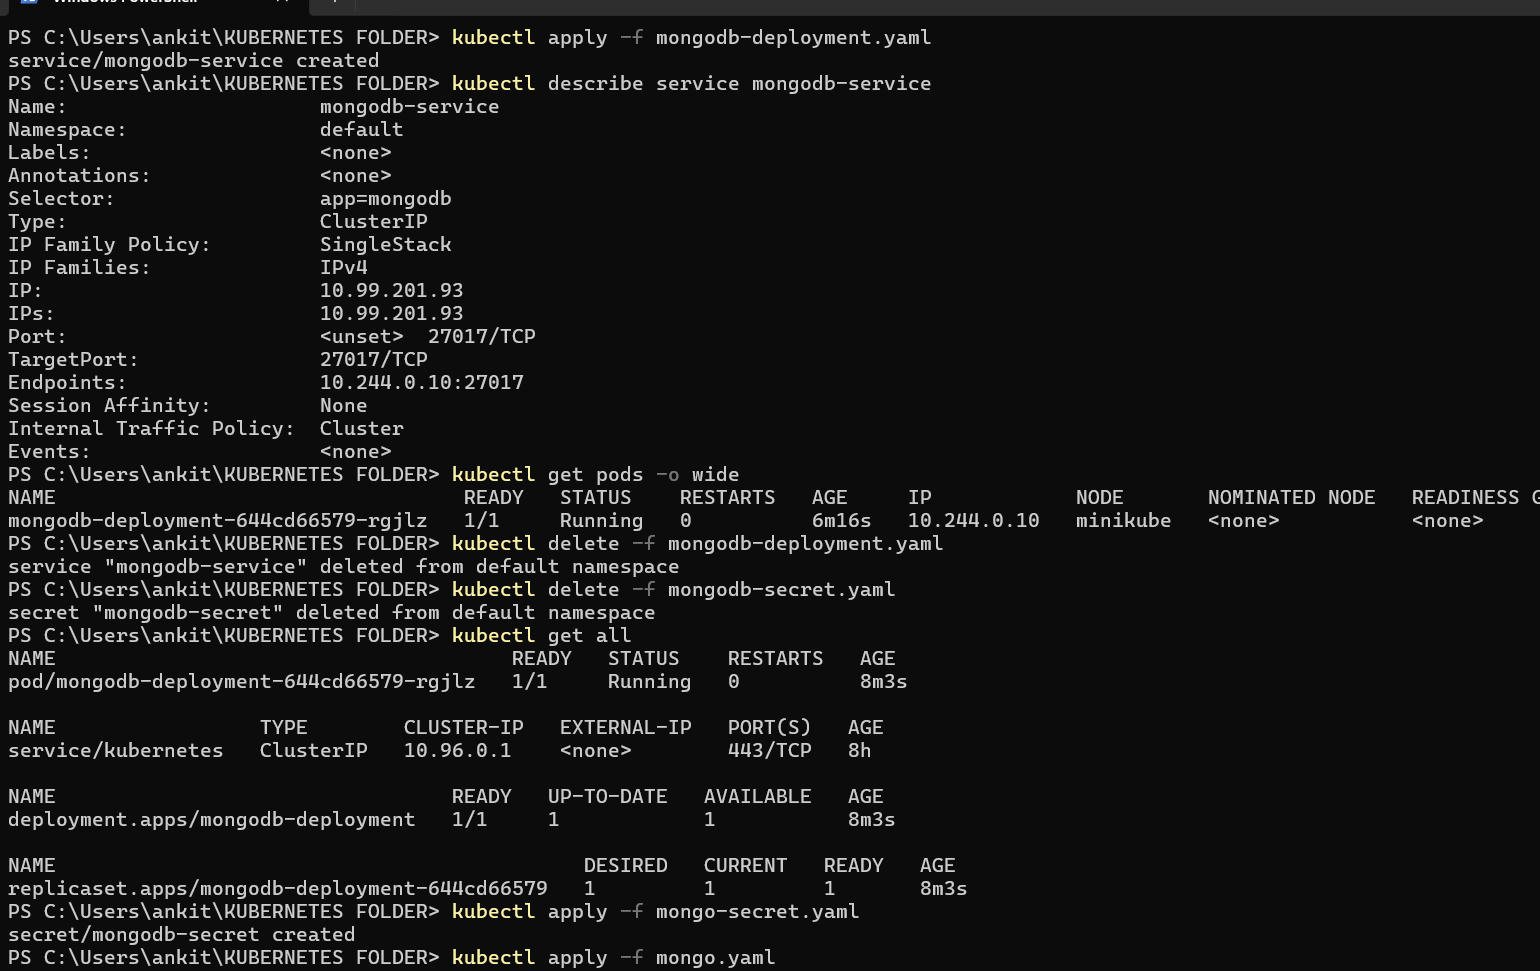 Windows PowerShell
PS C:\Users\ankit\KUBERNETES FOLDER> kubectl apply -f mongodb-deployment.yaml
service/mongodb-service created
PS C:\Users\ankit\KUBERNETES FOLDER> kubectl describe service mongodb-service
Name:                     mongodb-service
Namespace:                default
Labels:                   <none>
Annotations:              <none>
Selector:                 app=mongodb
Type:                     ClusterIP
IP Family Policy:         SingleStack
IP Families:              IPv4
IP:                       10.99.201.93
IPs:                      10.99.201.93
Port:                     <unset>  27017/TCP
TargetPort:               27017/TCP
Endpoints:                10.244.0.10:27017
Session Affinity:         None
Internal Traffic Policy:  Cluster
Events:                   <none>
PS C:\Users\ankit\KUBERNETES FOLDER> kubectl get pods -o wide
NAME                                  READY   STATUS    RESTARTS   AGE     IP            NODE       NOMINATED NODE   READINESS G
mongodb-deployment-644cd66579-rgjlz   1/1     Running   0          6m16s   10.244.0.10   minikube   <none>           <none>
PS C:\Users\ankit\KUBERNETES FOLDER> kubectl delete -f mongodb-deployment.yaml
service "mongodb-service" deleted from default namespace
PS C:\Users\ankit\KUBERNETES FOLDER> kubectl delete -f mongodb-secret.yaml
secret "mongodb-secret" deleted from default namespace
PS C:\Users\ankit\KUBERNETES FOLDER> kubectl get all
NAME                                      READY   STATUS    RESTARTS   AGE
pod/mongodb-deployment-644cd66579-rgjlz   1/1     Running   0          8m3s
NAME                 TYPE        CLUSTER-IP   EXTERNAL-IP   PORT(S)   AGE
service/kubernetes   ClusterIP   10.96.0.1    <none>        443/TCP   8h
NAME                                 READY   UP-TO-DATE   AVAILABLE   AGE
deployment.apps/mongodb-deployment   1/1     1            1           8m3s
NAME                                            DESIRED   CURRENT   READY   AGE
replicaset.apps/mongodb-deployment-644cd66579   1         1         1       8m3s
PS C:\Users\ankit\KUBERNETES FOLDER> kubectl apply -f mongo-secret.yaml
secret/mongodb-secret created
PS C:\Users\ankit\KUBERNETES FOLDER> kubectl apply -f mongo.yaml